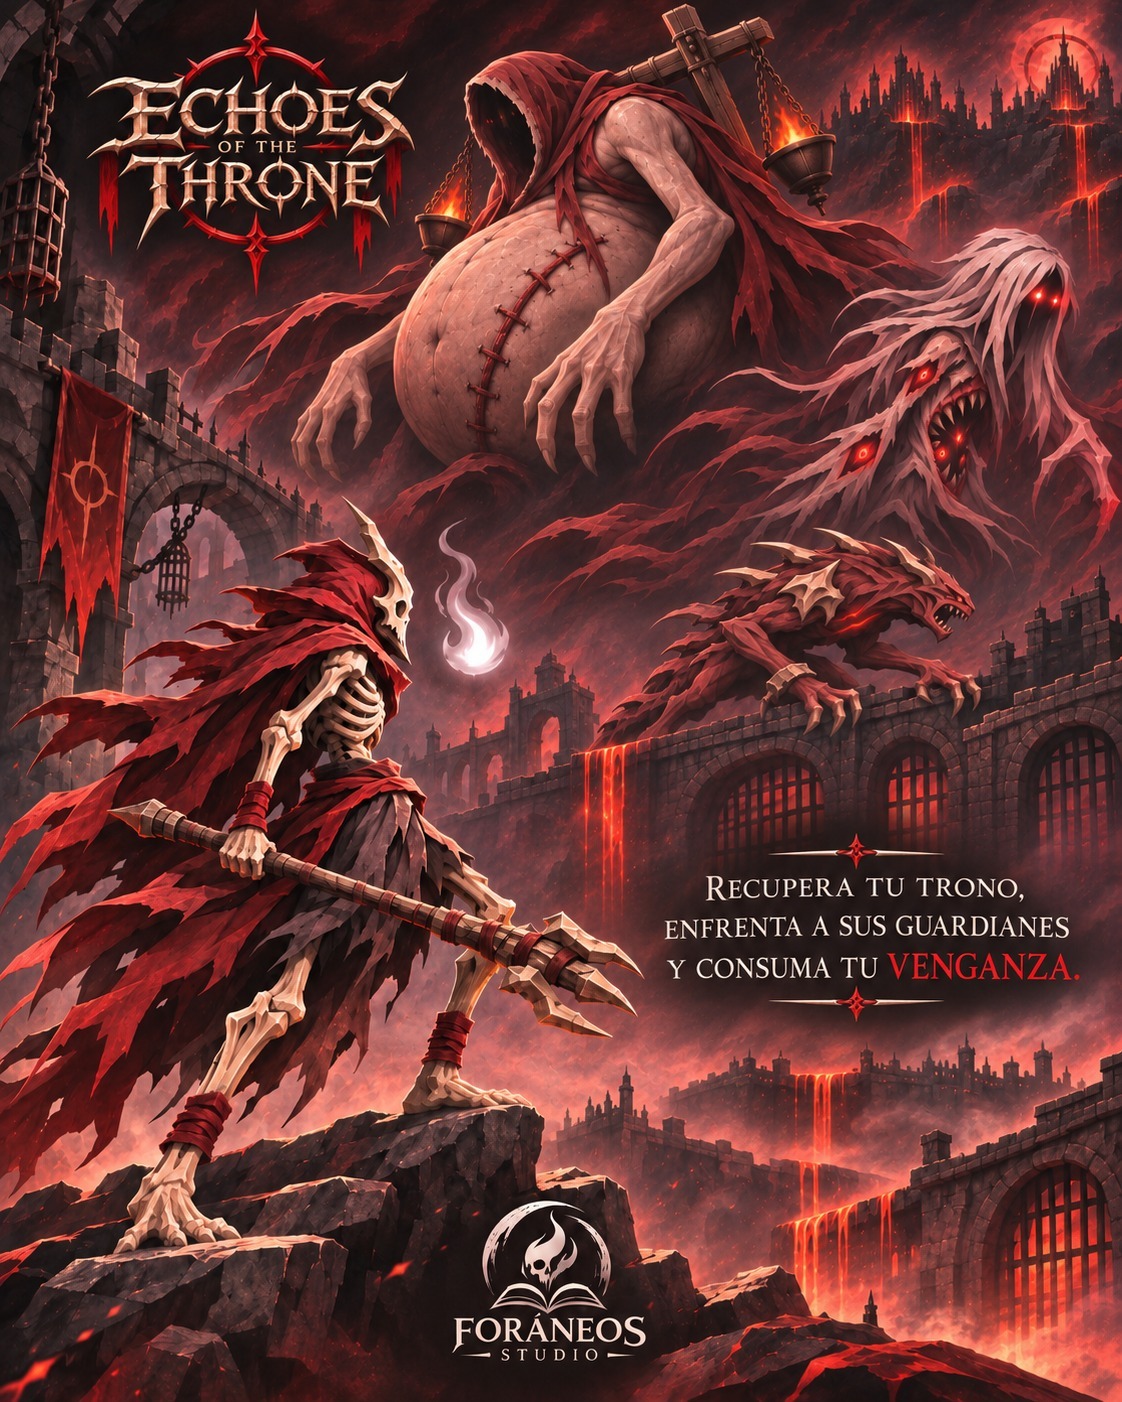 ECHOES
OF THE
THRONE
RECUPERA TU TRONO,
ENFRENTA A SUS GUARDIANES
Y CONSUMA TU VENGANZA.
FORÁNEOS
STUDIO